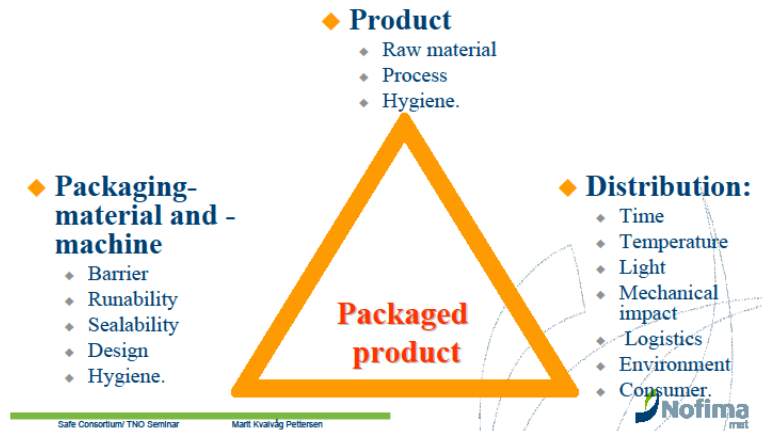 Product
Raw material
Process
Hygiene.
Packaging-
material and -
machine
Barrier
Runability
Sealability
Design
Hygiene.
Distribution:
Time
Temperature
Light
Mechanical
impact
Logistics
Environment
Consumer.
Packaged
product
Safe Consortium/ TNO Seminar
Marit Kvalvåg Pettersen
Nofima
mat